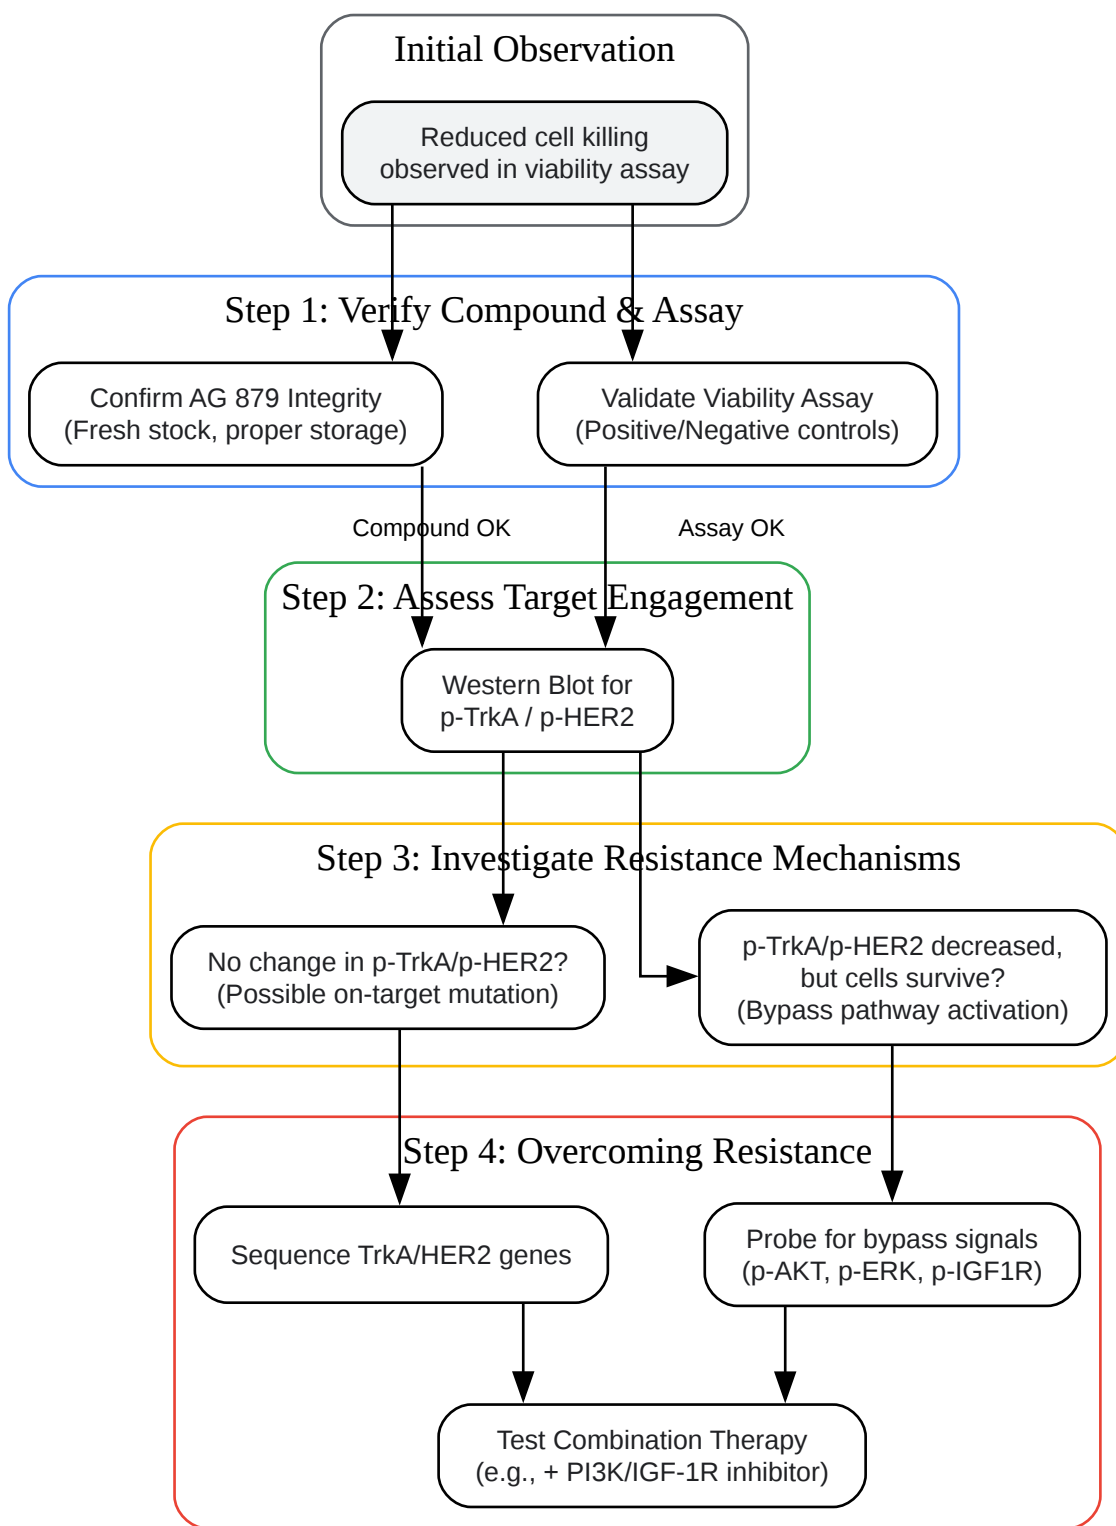 Initial Observation
Reduced cell killing
observed in viability assay
Step 1: Verify Compound & Assay
Confirm AG 879 Integrity
(Fresh stock, proper storage)
Validate Viability Assay
(Positive/Negative controls)
Compound OK
Assay OK
Step 2: Assess Target Engagement
Western Blot for
p-TrkA / p-HER2
Step 3: Investigate Resistance Mechanisms
No change in p-TrkA/p-HER2?
(Possible on-target mutation)
p-TrkA/p-HER2 decreased,
but cells survive?
(Bypass pathway activation)
Step 4: Overcoming Resistance
Sequence TrkA/HER2 genes
Probe for bypass signals
(p-AKT, p-ERK, p-IGF1R)
Test Combination Therapy
(e.g., + PI3K/IGF-1R inhibitor)